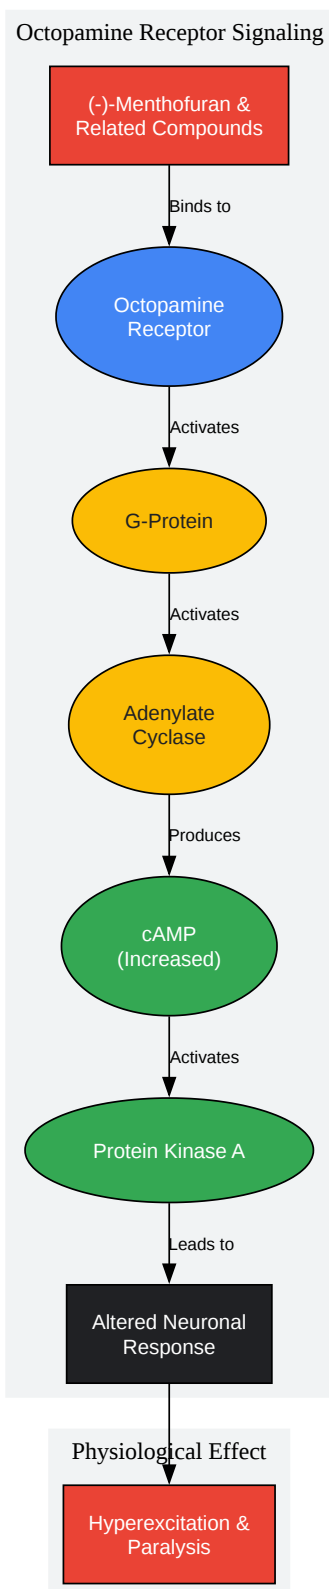 Octopamine Receptor Signaling
(-)-Menthofuran &
Related Compounds
Binds to
Octopamine
Receptor
Activates
G-Protein
Activates
Adenylate
Cyclase
Produces
cAMP
(Increased)
Activates
Protein Kinase A
Leads to
Altered Neuronal
Response
Physiological Effect
Hyperexcitation &
Paralysis